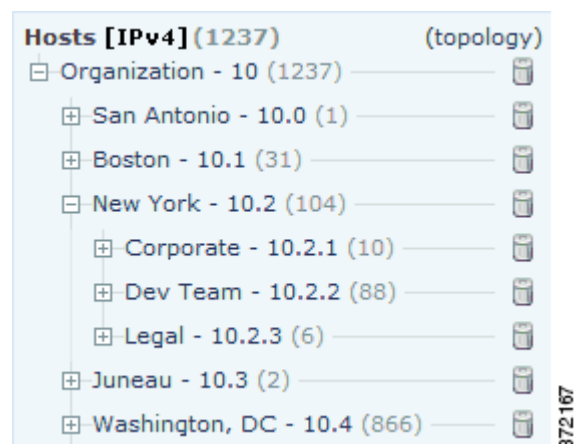 Hosts [IPv4] (1237) (topology)
Organization - 10 (1237)
San Antonio - 10.0 (1)
Boston - 10.1 (31)
New York - 10.2 (104)
Corporate - 10.2.1 (10)
Dev Team - 10.2.2 (88)
Legal - 10.2.3 (6)
Juneau - 10.3 (2)
Washington, DC - 10.4 (866)
372167